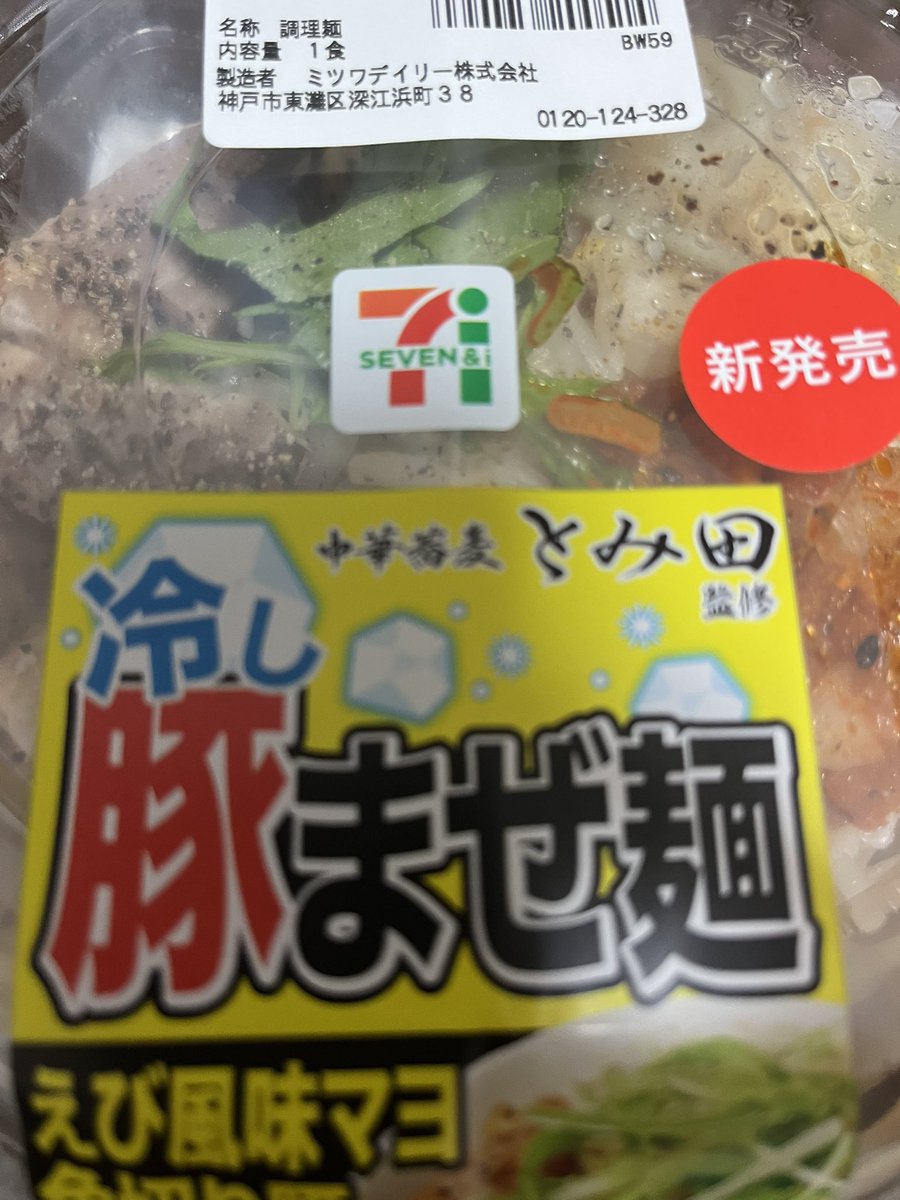 名称 調理麺
内容量 1食
製造者 ミツワデイリー株式会社
神戸市東灘区深江浜町38
BW59
0120-124-328
7i
SEVEN&i
新発売
中華蕎麦 とみ田
監修
冷し
豚まぜ麺
えび風味マヨ